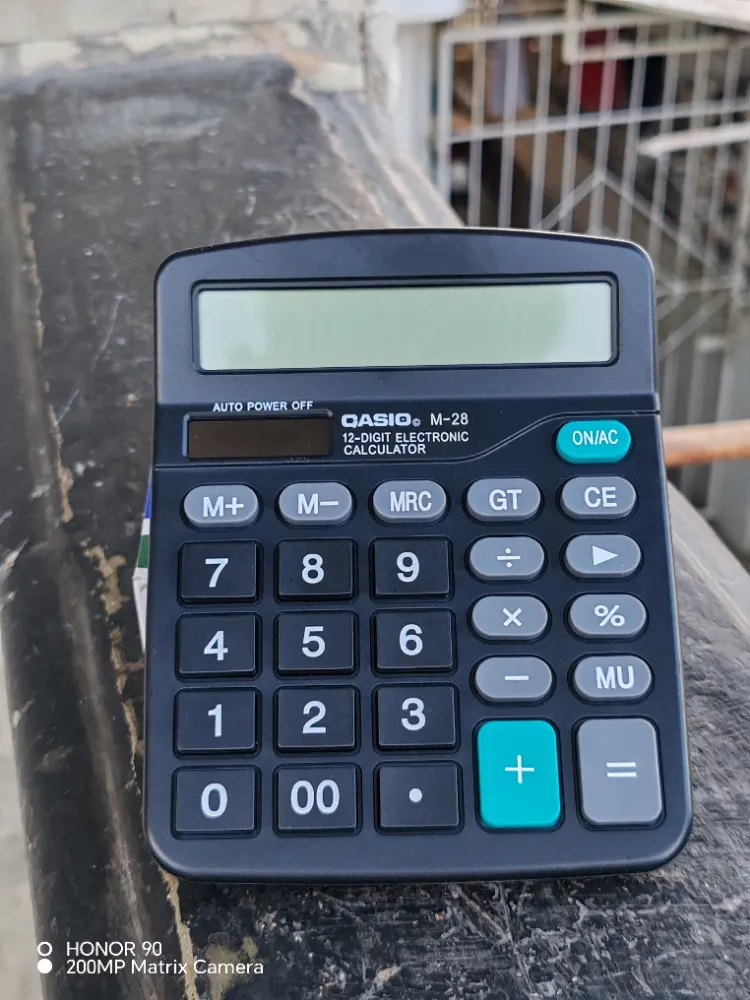 AUTO POWER OFF
QASIO© M-28
12-DIGIT ELECTRONIC
CALCULATOR
ON/AC
M+ M− MRC GT CE
7 8 9 ÷ ▶
4 5 6 × %
1 2 3 − MU
0 00 . + =
HONOR 90
200MP Matrix Camera